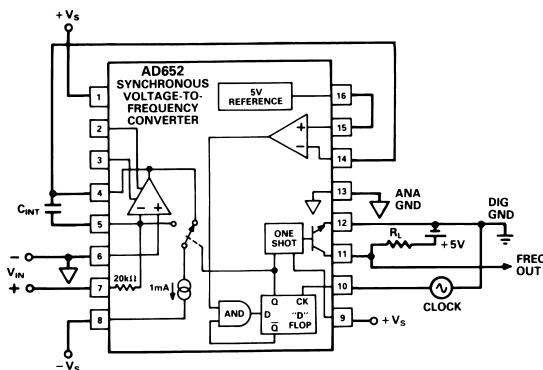 +VS
AD652
SYNCHRONOUS
VOLTAGE-TO-
FREQUENCY
CONVERTER
5V
REFERENCE
1
2
3
4
5
6
7
8
16
15
14
13
12
11
10
9
+
−
−
+
ANA
GND
DIG
GND
CINT
ONE
SHOT
RL
+5V
FREQ
OUT
−
VIN
+
20kΩ
1mA
AND
Q
CK
D
"D"
FLOP
Q̅
CLOCK
+VS
−VS